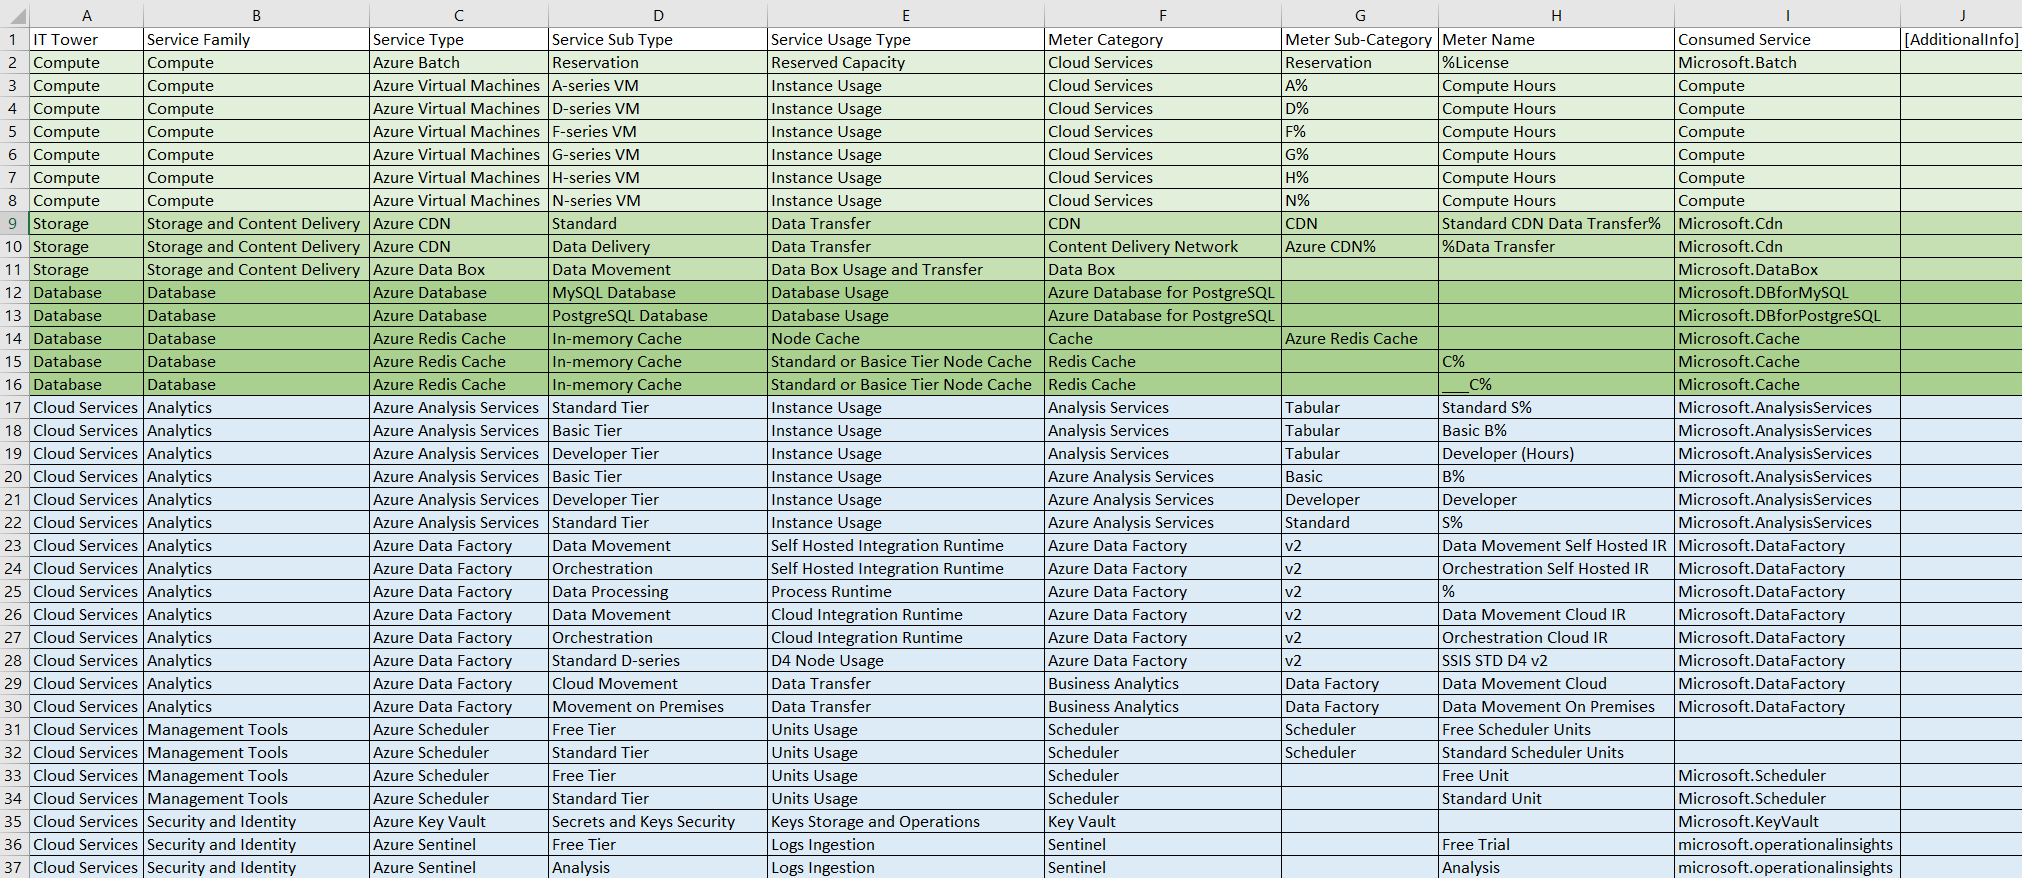 A B C D E F G H I J
1 IT Tower Service Family Service Type Service Sub Type Service Usage Type Meter Category Meter Sub-Category Meter Name Consumed Service [AdditionalInfo]
2 Compute Compute Azure Batch Reservation Reserved Capacity Cloud Services Reservation %License Microsoft.Batch
3 Compute Compute Azure Virtual Machines A-series VM Instance Usage Cloud Services A% Compute Hours Compute
4 Compute Compute Azure Virtual Machines D-series VM Instance Usage Cloud Services D% Compute Hours Compute
5 Compute Compute Azure Virtual Machines F-series VM Instance Usage Cloud Services F% Compute Hours Compute
6 Compute Compute Azure Virtual Machines G-series VM Instance Usage Cloud Services G% Compute Hours Compute
7 Compute Compute Azure Virtual Machines H-series VM Instance Usage Cloud Services H% Compute Hours Compute
8 Compute Compute Azure Virtual Machines N-series VM Instance Usage Cloud Services N% Compute Hours Compute
9 Storage Storage and Content Delivery Azure CDN Standard Data Transfer CDN CDN Standard CDN Data Transfer% Microsoft.Cdn
10 Storage Storage and Content Delivery Azure CDN Data Delivery Data Transfer Content Delivery Network Azure CDN% %Data Transfer Microsoft.Cdn
11 Storage Storage and Content Delivery Azure Data Box Data Movement Data Box Usage and Transfer Data Box Microsoft.DataBox
12 Database Database Azure Database MySQL Database Database Usage Azure Database for PostgreSQL Microsoft.DBforMySQL
13 Database Database Azure Database PostgreSQL Database Database Usage Azure Database for PostgreSQL Microsoft.DBforPostgreSQL
14 Database Database Azure Redis Cache In-memory Cache Node Cache Cache Azure Redis Cache Microsoft.Cache
15 Database Database Azure Redis Cache In-memory Cache Standard or Basice Tier Node Cache Redis Cache C% Microsoft.Cache
16 Database Database Azure Redis Cache In-memory Cache Standard or Basice Tier Node Cache Redis Cache ___C% Microsoft.Cache
17 Cloud Services Analytics Azure Analysis Services Standard Tier Instance Usage Analysis Services Tabular Standard S% Microsoft.AnalysisServices
18 Cloud Services Analytics Azure Analysis Services Basic Tier Instance Usage Analysis Services Tabular Basic B% Microsoft.AnalysisServices
19 Cloud Services Analytics Azure Analysis Services Developer Tier Instance Usage Analysis Services Tabular Developer (Hours) Microsoft.AnalysisServices
20 Cloud Services Analytics Azure Analysis Services Basic Tier Instance Usage Azure Analysis Services Basic B% Microsoft.AnalysisServices
21 Cloud Services Analytics Azure Analysis Services Developer Tier Instance Usage Azure Analysis Services Developer Developer Microsoft.AnalysisServices
22 Cloud Services Analytics Azure Analysis Services Standard Tier Instance Usage Azure Analysis Services Standard S% Microsoft.AnalysisServices
23 Cloud Services Analytics Azure Data Factory Data Movement Self Hosted Integration Runtime Azure Data Factory v2 Data Movement Self Hosted IR Microsoft.DataFactory
24 Cloud Services Analytics Azure Data Factory Orchestration Self Hosted Integration Runtime Azure Data Factory v2 Orchestration Self Hosted IR Microsoft.DataFactory
25 Cloud Services Analytics Azure Data Factory Data Processing Process Runtime Azure Data Factory v2 % Microsoft.DataFactory
26 Cloud Services Analytics Azure Data Factory Data Movement Cloud Integration Runtime Azure Data Factory v2 Data Movement Cloud IR Microsoft.DataFactory
27 Cloud Services Analytics Azure Data Factory Orchestration Cloud Integration Runtime Azure Data Factory v2 Orchestration Cloud IR Microsoft.DataFactory
28 Cloud Services Analytics Azure Data Factory Standard D-series D4 Node Usage Azure Data Factory v2 SSIS STD D4 v2 Microsoft.DataFactory
29 Cloud Services Analytics Azure Data Factory Cloud Movement Data Transfer Business Analytics Data Factory Data Movement Cloud Microsoft.DataFactory
30 Cloud Services Analytics Azure Data Factory Movement on Premises Data Transfer Business Analytics Data Factory Data Movement On Premises Microsoft.DataFactory
31 Cloud Services Management Tools Azure Scheduler Free Tier Units Usage Scheduler Scheduler Free Scheduler Units
32 Cloud Services Management Tools Azure Scheduler Standard Tier Units Usage Scheduler Scheduler Standard Scheduler Units
33 Cloud Services Management Tools Azure Scheduler Free Tier Units Usage Scheduler Free Unit Microsoft.Scheduler
34 Cloud Services Management Tools Azure Scheduler Standard Tier Units Usage Scheduler Standard Unit Microsoft.Scheduler
35 Cloud Services Security and Identity Azure Key Vault Secrets and Keys Security Keys Storage and Operations Key Vault Microsoft.KeyVault
36 Cloud Services Security and Identity Azure Sentinel Free Tier Logs Ingestion Sentinel Free Trial microsoft.operationalinsights
37 Cloud Services Security and Identity Azure Sentinel Analysis Logs Ingestion Sentinel Analysis microsoft.operationalinsights